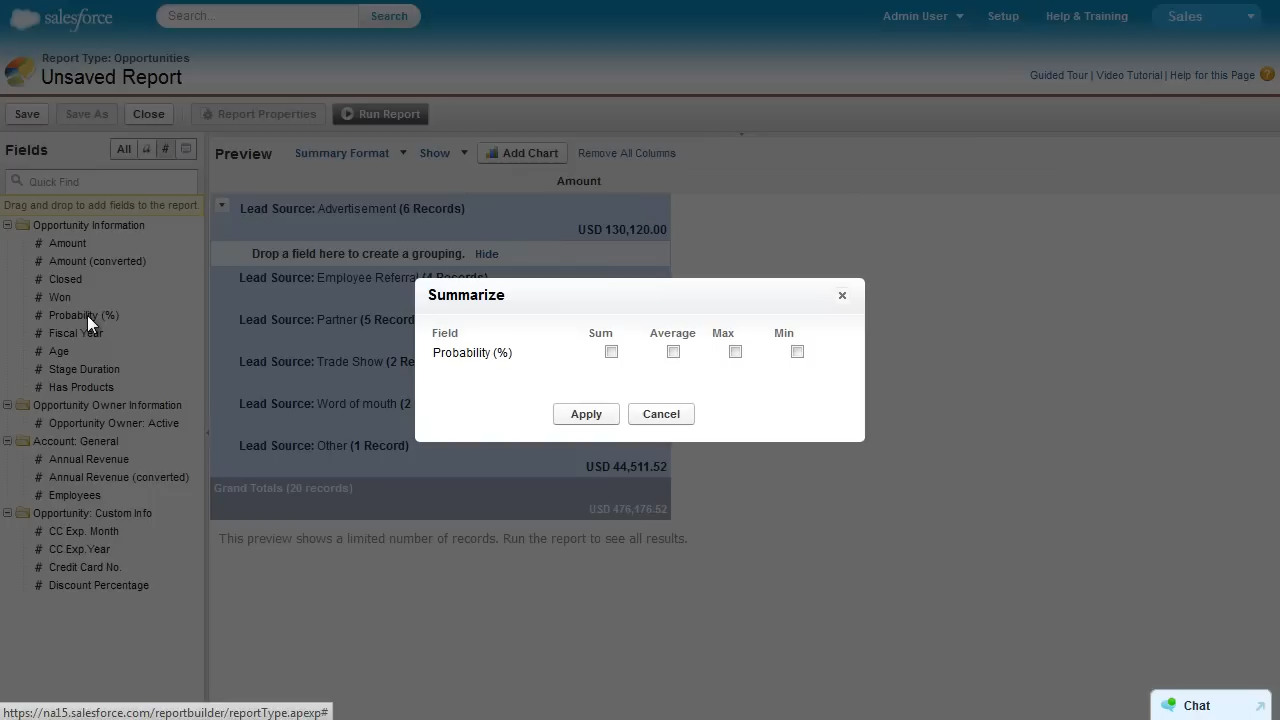 salesforce
Search...
Search
Admin User
Setup
Help & Training
Sales
Report Type: Opportunities
Unsaved Report
Guided Tour | Video Tutorial | Help for this Page
Save
Save As
Close
Report Properties
Run Report
Fields
All
#
Preview
Summary Format
Show
Add Chart
Remove All Columns
Quick Find
Drag and drop to add fields to the report.
Opportunity Information
# Amount
# Amount (converted)
# Closed
# Won
# Probability (%)
# Fiscal Year
# Age
# Stage Duration
# Has Products
Opportunity Owner Information
# Opportunity Owner: Active
Account: General
# Annual Revenue
# Annual Revenue (converted)
# Employees
Opportunity: Custom Info
# CC Exp. Month
# CC Exp.Year
# Credit Card No.
# Discount Percentage
Amount
Lead Source: Advertisement (6 Records)
USD 130,120.00
Drop a field here to create a grouping. Hide
Lead Source: Employee Referral (4 Records)
Lead Source: Partner (5 Record
Lead Source: Trade Show (2 Re
Lead Source: Word of mouth (2
Lead Source: Other (1 Record)
USD 44,511.52
Grand Totals (20 records)
USD 476,176.52
This preview shows a limited number of records. Run the report to see all results.
Summarize
Field Sum Average Max Min
Probability (%)
Apply
Cancel
https://na15.salesforce.com/reportbuilder/reportType.apexp#
Chat